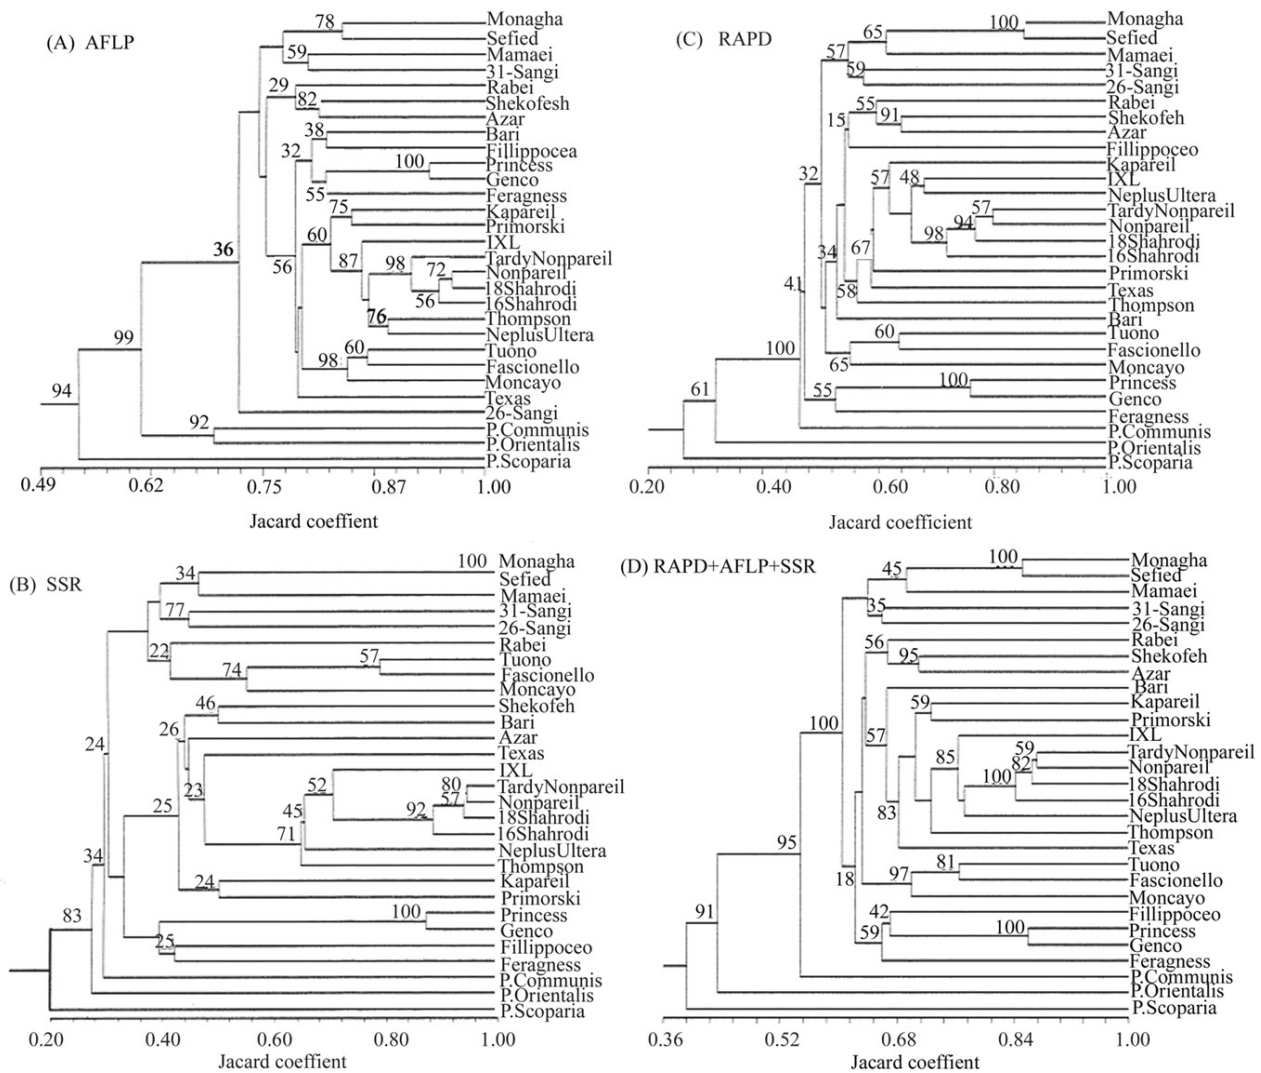 (A) AFLP
78
59
29
82
38
32
100
55
75
60
36
56
87
98
72
56
76
99
60
98
94
92
Monagha
Sefied
Mamaei
31-Sangi
Rabei
Shekofesh
Azar
Bari
Fillippocea
Princess
Genco
Feragness
Kapareil
Primorski
IXL
TardyNonpareil
Nonpareil
18Shahrodi
16Shahrodi
Thompson
NeplusUltera
Tuono
Fascionello
Moncayo
Texas
26-Sangi
P.Communis
P.Orientalis
P.Scoparia
0.49 0.62 0.75 0.87 1.00
Jacard coeffient
(C) RAPD
100
65
57
59
55
91
15
32
57
48
57
94
98
34
67
41
58
60
65
100
100
55
61
Monagha
Sefied
Mamaei
31-Sangi
26-Sangi
Rabei
Shekofeh
Azar
Fillippoceo
Kapareil
IXL
NeplusUltera
TardyNonpareil
Nonpareil
18Shahrodi
16Shahrodi
Primorski
Texas
Thompson
Bari
Tuono
Fascionello
Moncayo
Princess
Genco
Feragness
P.Communis
P.Orientalis
P.Scoparia
0.20 0.40 0.60 0.80 1.00
Jacard coefficient
(B) SSR
100
34
77
22
57
74
46
26
24
52
80
23
57
25
45
92
71
34
24
100
83
25
Monagha
Sefied
Mamaei
31-Sangi
26-Sangi
Rabei
Tuono
Fascionello
Moncayo
Shekofeh
Bari
Azar
Texas
IXL
TardyNonpareil
Nonpareil
18Shahrodi
16Shahrodi
NeplusUltera
Thompson
Kapareil
Primorski
Princess
Genco
Fillippoceo
Feragness
P.Communis
P.Orientalis
P.Scoparia
0.20 0.40 0.60 0.80 1.00
Jacard coeffient
(D) RAPD+AFLP+SSR
100
45
35
56
95
59
100
57
59
85
82
100
83
95
81
97
18
42
91
59
100
Monagha
Sefied
Mamaei
31-Sangi
26-Sangi
Rabei
Shekofeh
Azar
Bari
Kapareil
Primorski
IXL
TardyNonpareil
Nonpareil
18Shahrodi
16Shahrodi
NeplusUltera
Thompson
Texas
Tuono
Fascionello
Moncayo
Fillippoceo
Princess
Genco
Feragness
P.Communis
P.Orientalis
P.Scoparia
0.36 0.52 0.68 0.84 1.00
Jacard coeffient